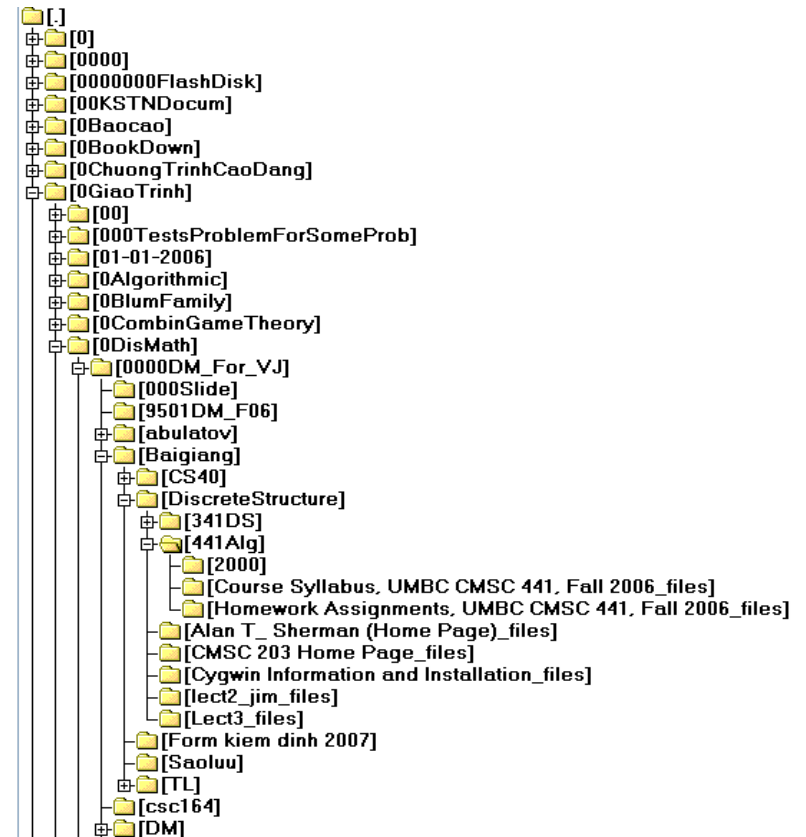 [.]
[0]
[0000]
[0000000FlashDisk]
[00KSTNDocum]
[0Baocao]
[0BookDown]
[0ChuongTrinhCaoDang]
[0GiaoTrinh]
[00]
[000TestsProblemForSomeProb]
[01-01-2006]
[0Algorithmic]
[0BlumFamily]
[0CombinGameTheory]
[0DisMath]
[0000DM_For_VJ]
[000Slide]
[9501DM_F06]
[abulatov]
[Baigiang]
[CS40]
[DiscreteStructure]
[341DS]
[441Alg]
[2000]
[Course Syllabus, UMBC CMSC 441, Fall 2006_files]
[Homework Assignments, UMBC CMSC 441, Fall 2006_files]
[Alan T_ Sherman (Home Page)_files]
[CMSC 203 Home Page_files]
[Cygwin Information and Installation_files]
[lect2_jim_files]
[Lect3_files]
[Form kiem dinh 2007]
[Saoluu]
[TL]
[csc164]
[DM]